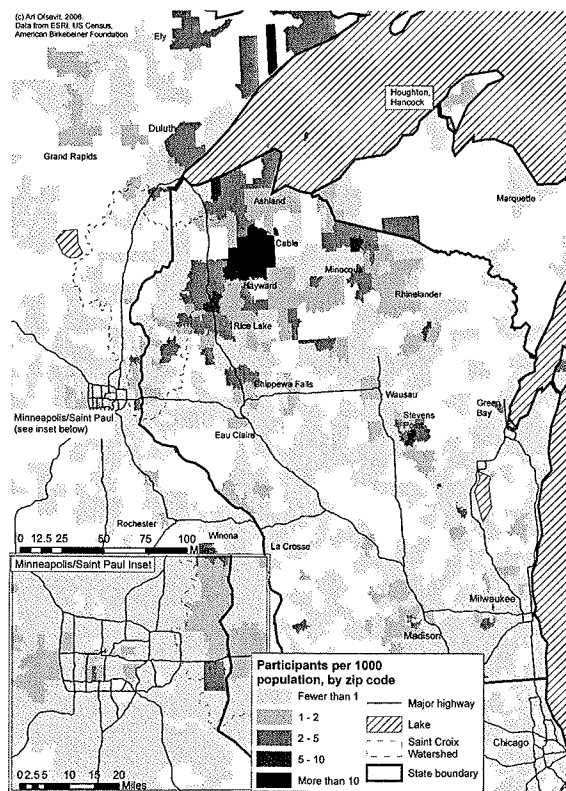 (c) Ari Ofsevit, 2008.
Data from ESRI, US Census,
American Birkebeiner Foundation
Ely
Houghton,
Hancock
Duluth
Grand Rapids
Ashland
Marquette
Cable
Minocqua
Hayward
Rhinelander
Rice Lake
Chippewa Falls
Wausau
Minneapolis/Saint Paul
(see inset below)
Stevens
Point
Green
Bay
Eau Claire
Rochester
Winona
La Crosse
0 12.5 25 50 75 100
Miles
Minneapolis/Saint Paul Inset
Milwaukee
Madison
Chicago
Participants per 1000
population, by zip code
Fewer than 1
1 - 2
2 - 5
5 - 10
More than 10
Major highway
Lake
Saint Croix
Watershed
State boundary
0 2.5 5 10 15 20
Miles